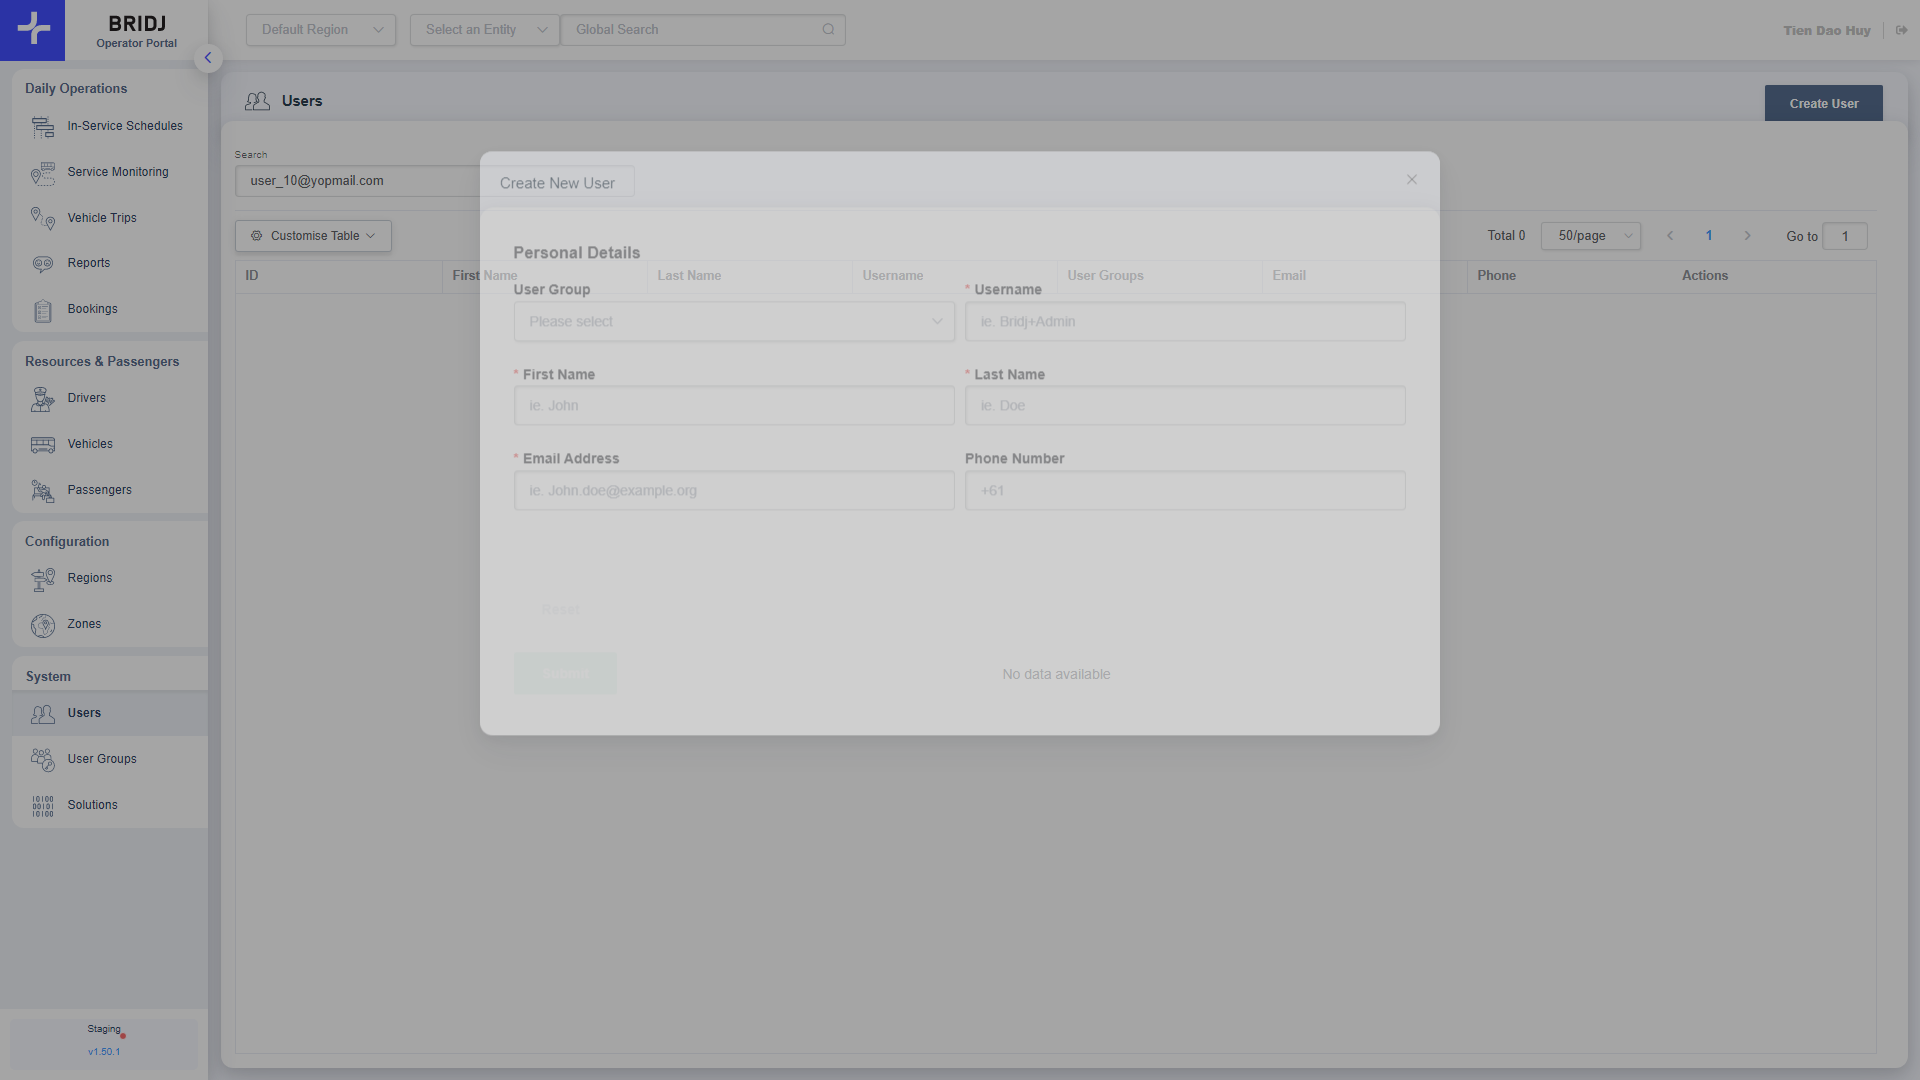 BRIDJ
Operator Portal
Default Region
Select an Entity
Global Search
Tien Dao Huy
Daily Operations
In-Service Schedules
Service Monitoring
Vehicle Trips
Reports
Bookings
Resources & Passengers
Drivers
Vehicles
Passengers
Configuration
Regions
Zones
System
Users
User Groups
Solutions
Staging
v1.50.1
Users
Create User
Search
user_10@yopmail.com
Customise Table
Total 0
50/page
1
Go to
1
ID
First Name
Last Name
Username
User Groups
Email
Phone
Actions
No data available
Create New User
Personal Details
User Group
Please select
* Username
ie. Bridj+Admin
* First Name
ie. John
* Last Name
ie. Doe
* Email Address
ie. John.doe@example.org
Phone Number
+61
Reset
Submit